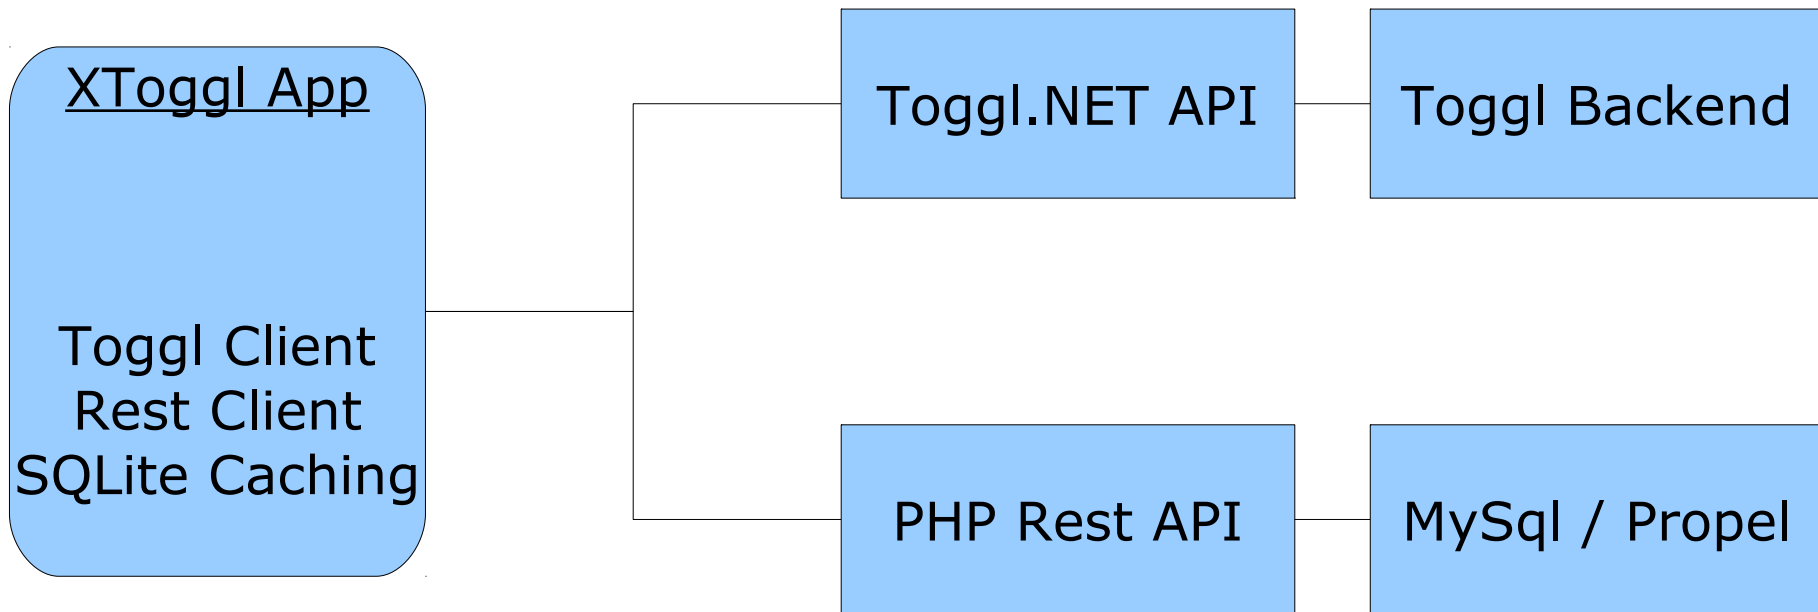 XToggl App
Toggl Client
Rest Client
SQLite Caching
Toggl.NET API
Toggl Backend
PHP Rest API
MySql / Propel